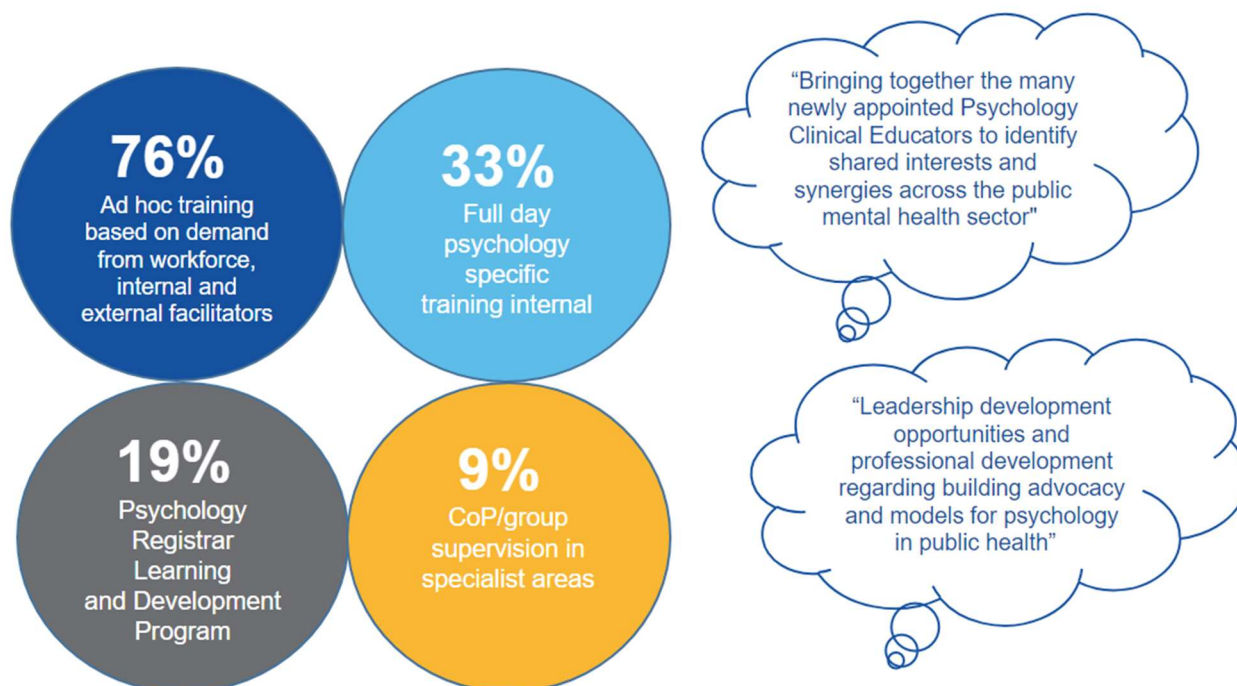 76%
Ad hoc training
based on demand
from workforce,
internal and
external facilitators
33%
Full day
psychology
specific
training internal
19%
Psychology
Registrar
Learning
and Development
Program
9%
CoP/group
supervision in
specialist areas
“Bringing together the many
newly appointed Psychology
Clinical Educators to identify
shared interests and
synergies across the public
mental health sector"
“Leadership development
opportunities and
professional development
regarding building advocacy
and models for psychology
in public health”